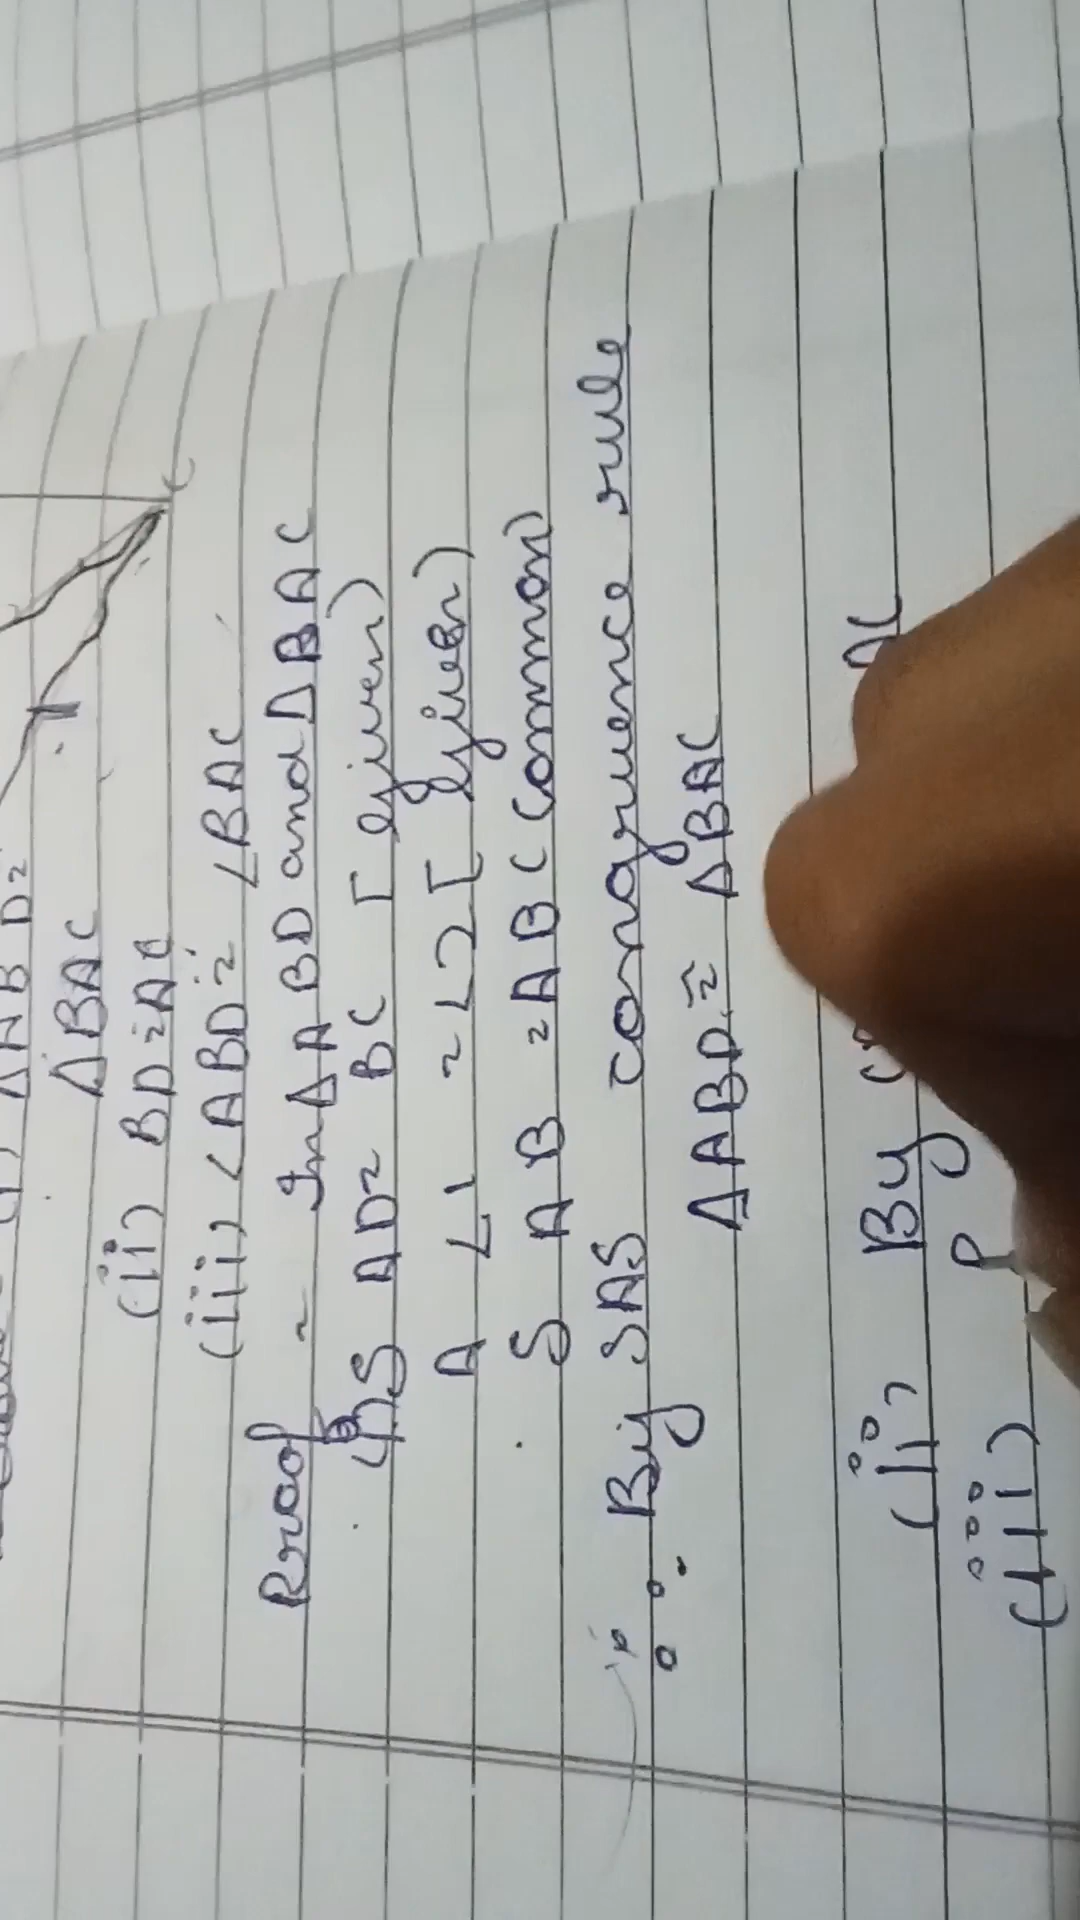 C
ΔABD≅
ΔBAC
(ii) BD=AC
(iii) ∠ABD= ∠BAC
Proof - In ΔABD and ΔBAC
S AD= BC [Given)
A ∠1 = ∠2 [Given)
S AB =AB (Common)
∴ By SAS congruence rule
ΔABD≅ ΔBAC
(ii) By
(iii)